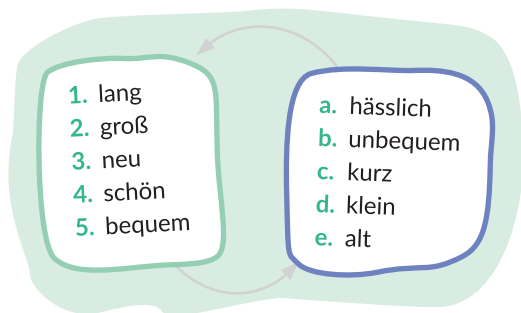 1. lang
2. groß
3. neu
4. schön
5. bequem
a. hässlich
b. unbequem
c. kurz
d. klein
e. alt